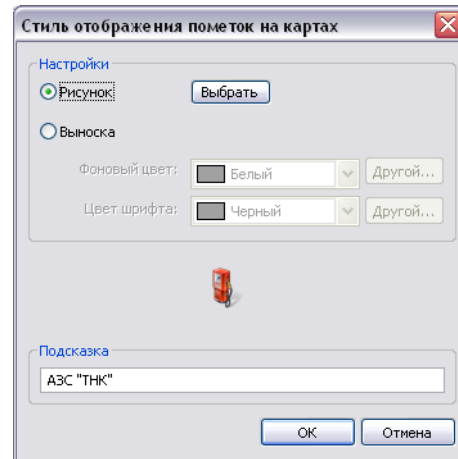 Стиль отображения пометок на картах
Настройки
Рисунок
Выбрать
Выноска
Фоновый цвет:
Белый
Другой...
Цвет шрифта:
Черный
Другой...
Подсказка
АЗС "ТНК"
ОК
Отмена